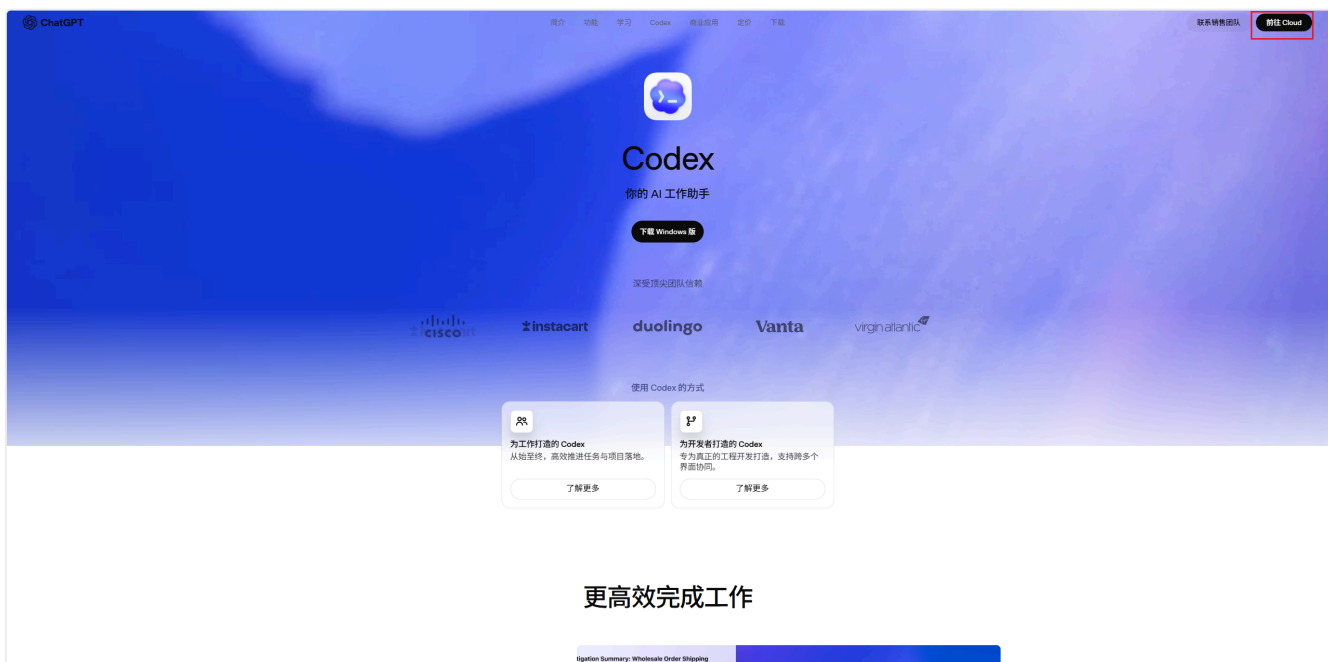 ChatGPT
简介 功能 学习 Codex 商业应用 定价 下载
联系销售团队
前往 Cloud
Codex
你的 AI 工作助手
下载 Windows 版
深受顶尖团队信赖
CISCO
instacart
duolingo
Vanta
virgin atlantic
使用 Codex 的方式
为工作打造的 Codex
从始至终，高效推进任务与项目落地。
了解更多
为开发者打造的 Codex
专为真正的工程开发打造，支持跨多个
界面协同。
了解更多
更高效完成工作
tigation Summary: Wholesale Order Shipping